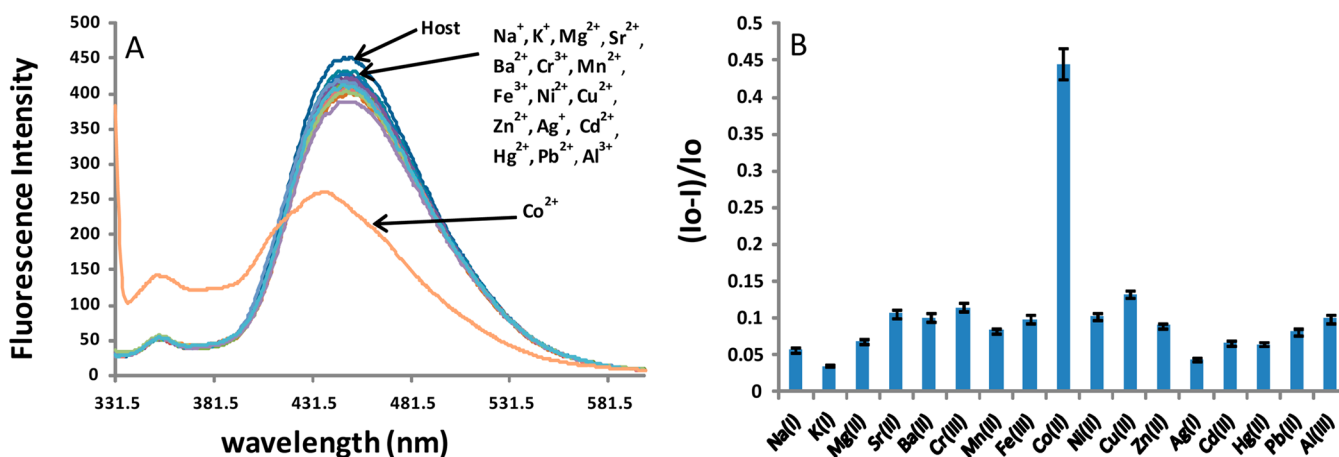 A
Fluorescence Intensity
500
450
400
350
300
250
200
150
100
50
0
Host
Na⁺, K⁺, Mg²⁺, Sr²⁺,
Ba²⁺, Cr³⁺, Mn²⁺,
Fe³⁺, Ni²⁺, Cu²⁺,
Zn²⁺, Ag⁺, Cd²⁺,
Hg²⁺, Pb²⁺, Al³⁺
Co²⁺
331.5 381.5 431.5 481.5 531.5 581.5
wavelength (nm)
B
(Io-I)/Io
0.5
0.45
0.4
0.35
0.3
0.25
0.2
0.15
0.1
0.05
0
Na(I) K(I) Mg(II) Sr(II) Ba(II) Cr(III) Mn(II) Fe(III) Co(II) Ni(II) Cu(II) Zn(II) Ag(I) Cd(II) Hg(II) Pb(II) Al(III)